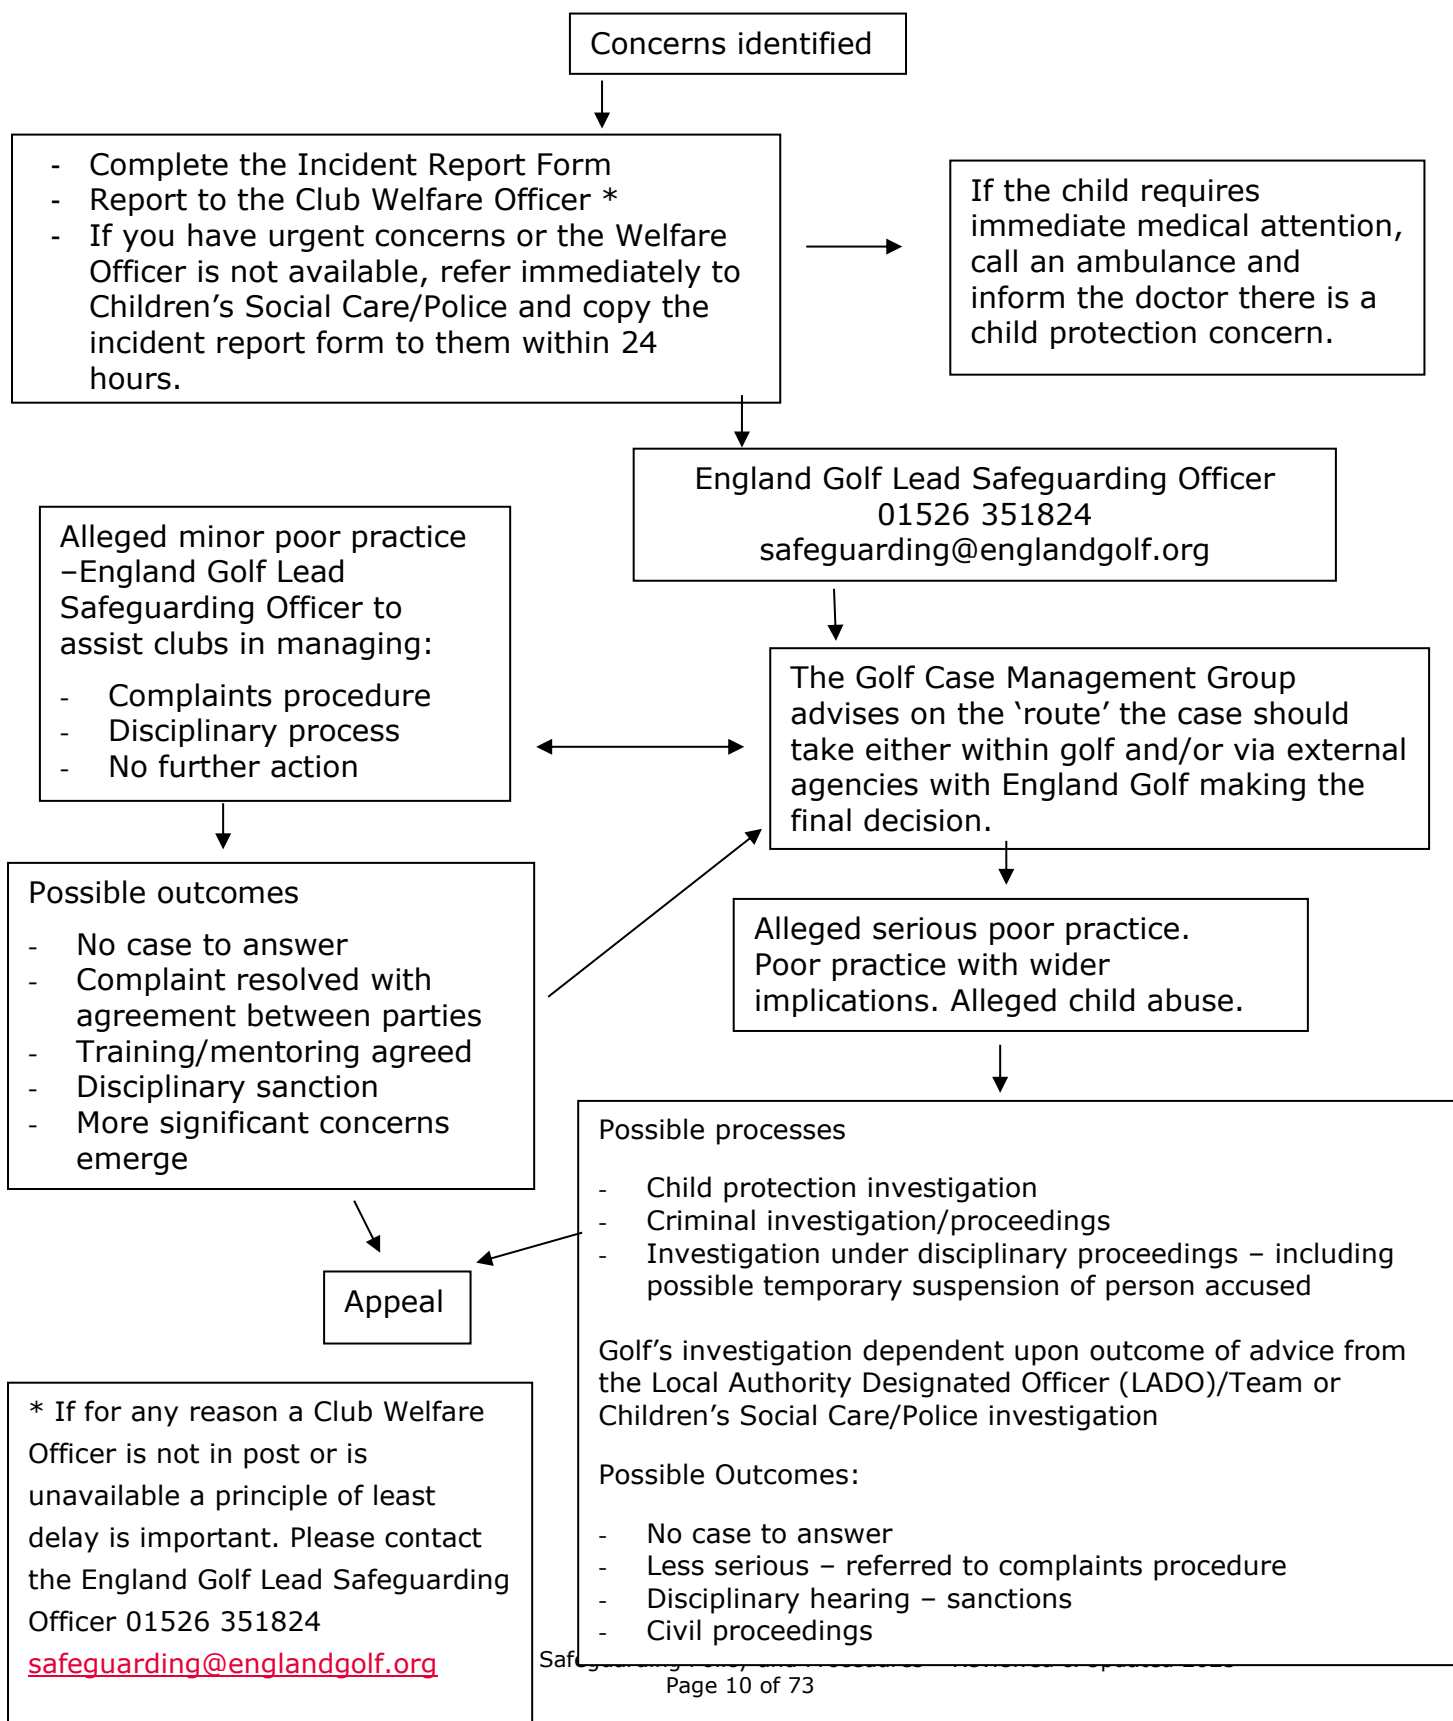 Concerns identified
- Complete the Incident Report Form
- Report to the Club Welfare Officer *
- If you have urgent concerns or the Welfare
Officer is not available, refer immediately to
Children’s Social Care/Police and copy the
incident report form to them within 24
hours.
If the child requires
immediate medical attention,
call an ambulance and
inform the doctor there is a
child protection concern.
England Golf Lead Safeguarding Officer
01526 351824
safeguarding@englandgolf.org
Alleged minor poor practice
–England Golf Lead
Safeguarding Officer to
assist clubs in managing:
- Complaints procedure
- Disciplinary process
- No further action
The Golf Case Management Group
advises on the ‘route’ the case should
take either within golf and/or via external
agencies with England Golf making the
final decision.
Possible outcomes
- No case to answer
- Complaint resolved with
agreement between parties
- Training/mentoring agreed
- Disciplinary sanction
- More significant concerns
emerge
Alleged serious poor practice.
Poor practice with wider
implications. Alleged child abuse.
Possible processes
- Child protection investigation
- Criminal investigation/proceedings
- Investigation under disciplinary proceedings – including
possible temporary suspension of person accused
Golf’s investigation dependent upon outcome of advice from
the Local Authority Designated Officer (LADO)/Team or
Children’s Social Care/Police investigation
Possible Outcomes:
- No case to answer
- Less serious – referred to complaints procedure
- Disciplinary hearing – sanctions
- Civil proceedings
Appeal
* If for any reason a Club Welfare
Officer is not in post or is
unavailable a principle of least
delay is important. Please contact
the England Golf Lead Safeguarding
Officer 01526 351824
safeguarding@englandgolf.org
Page 10 of 73